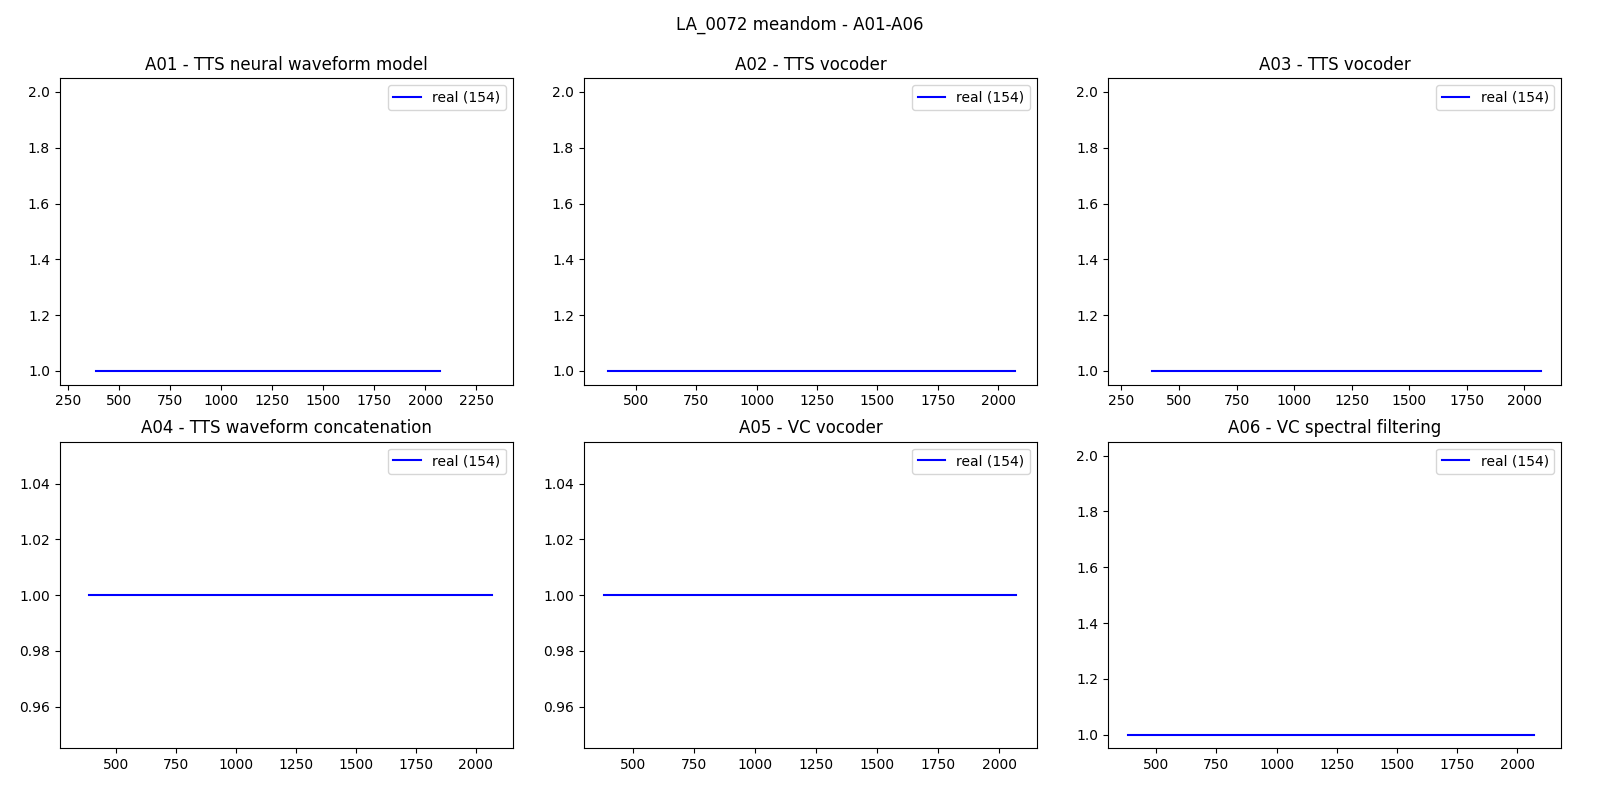 LA_0072 meandom - A01-A06
A01 - TTS neural waveform model
2.0
1.8
1.6
1.4
1.2
1.0
real (154)
250 500 750 1000 1250 1500 1750 2000 2250
A02 - TTS vocoder
2.0
1.8
1.6
1.4
1.2
1.0
real (154)
500 750 1000 1250 1500 1750 2000
A03 - TTS vocoder
2.0
1.8
1.6
1.4
1.2
1.0
real (154)
250 500 750 1000 1250 1500 1750 2000
A04 - TTS waveform concatenation
1.04
1.02
1.00
0.98
0.96
real (154)
500 750 1000 1250 1500 1750 2000
A05 - VC vocoder
1.04
1.02
1.00
0.98
0.96
real (154)
500 750 1000 1250 1500 1750 2000
A06 - VC spectral filtering
2.0
1.8
1.6
1.4
1.2
1.0
real (154)
500 750 1000 1250 1500 1750 2000